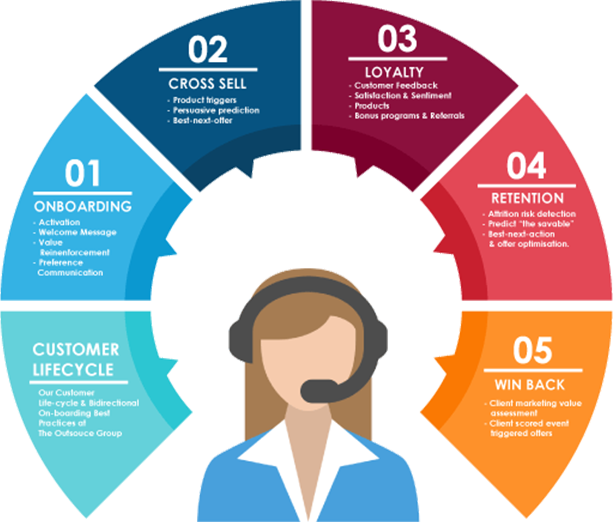 CUSTOMER
LIFECYCLE
Our Customer
Life-cycle & Bidirectional
On-boarding Best
Practices at
The Outsouce Group
01
ONBOARDING
- Activation
- Welcome Message
- Value
Reinenforcement
- Preference
Communication
02
CROSS SELL
- Product triggers
- Persuasive prediction
- Best-next-offer
03
LOYALTY
- Customer Feedback
- Satisfaction & Sentiment
- Products
- Bonus programs & Referrals
04
RETENTION
- Attrition risk detection
- Predict "the savable"
- Best-next-action
& offer optimisation.
05
WIN BACK
- Client marketing value
assessment
- Client scored event
triggered offers